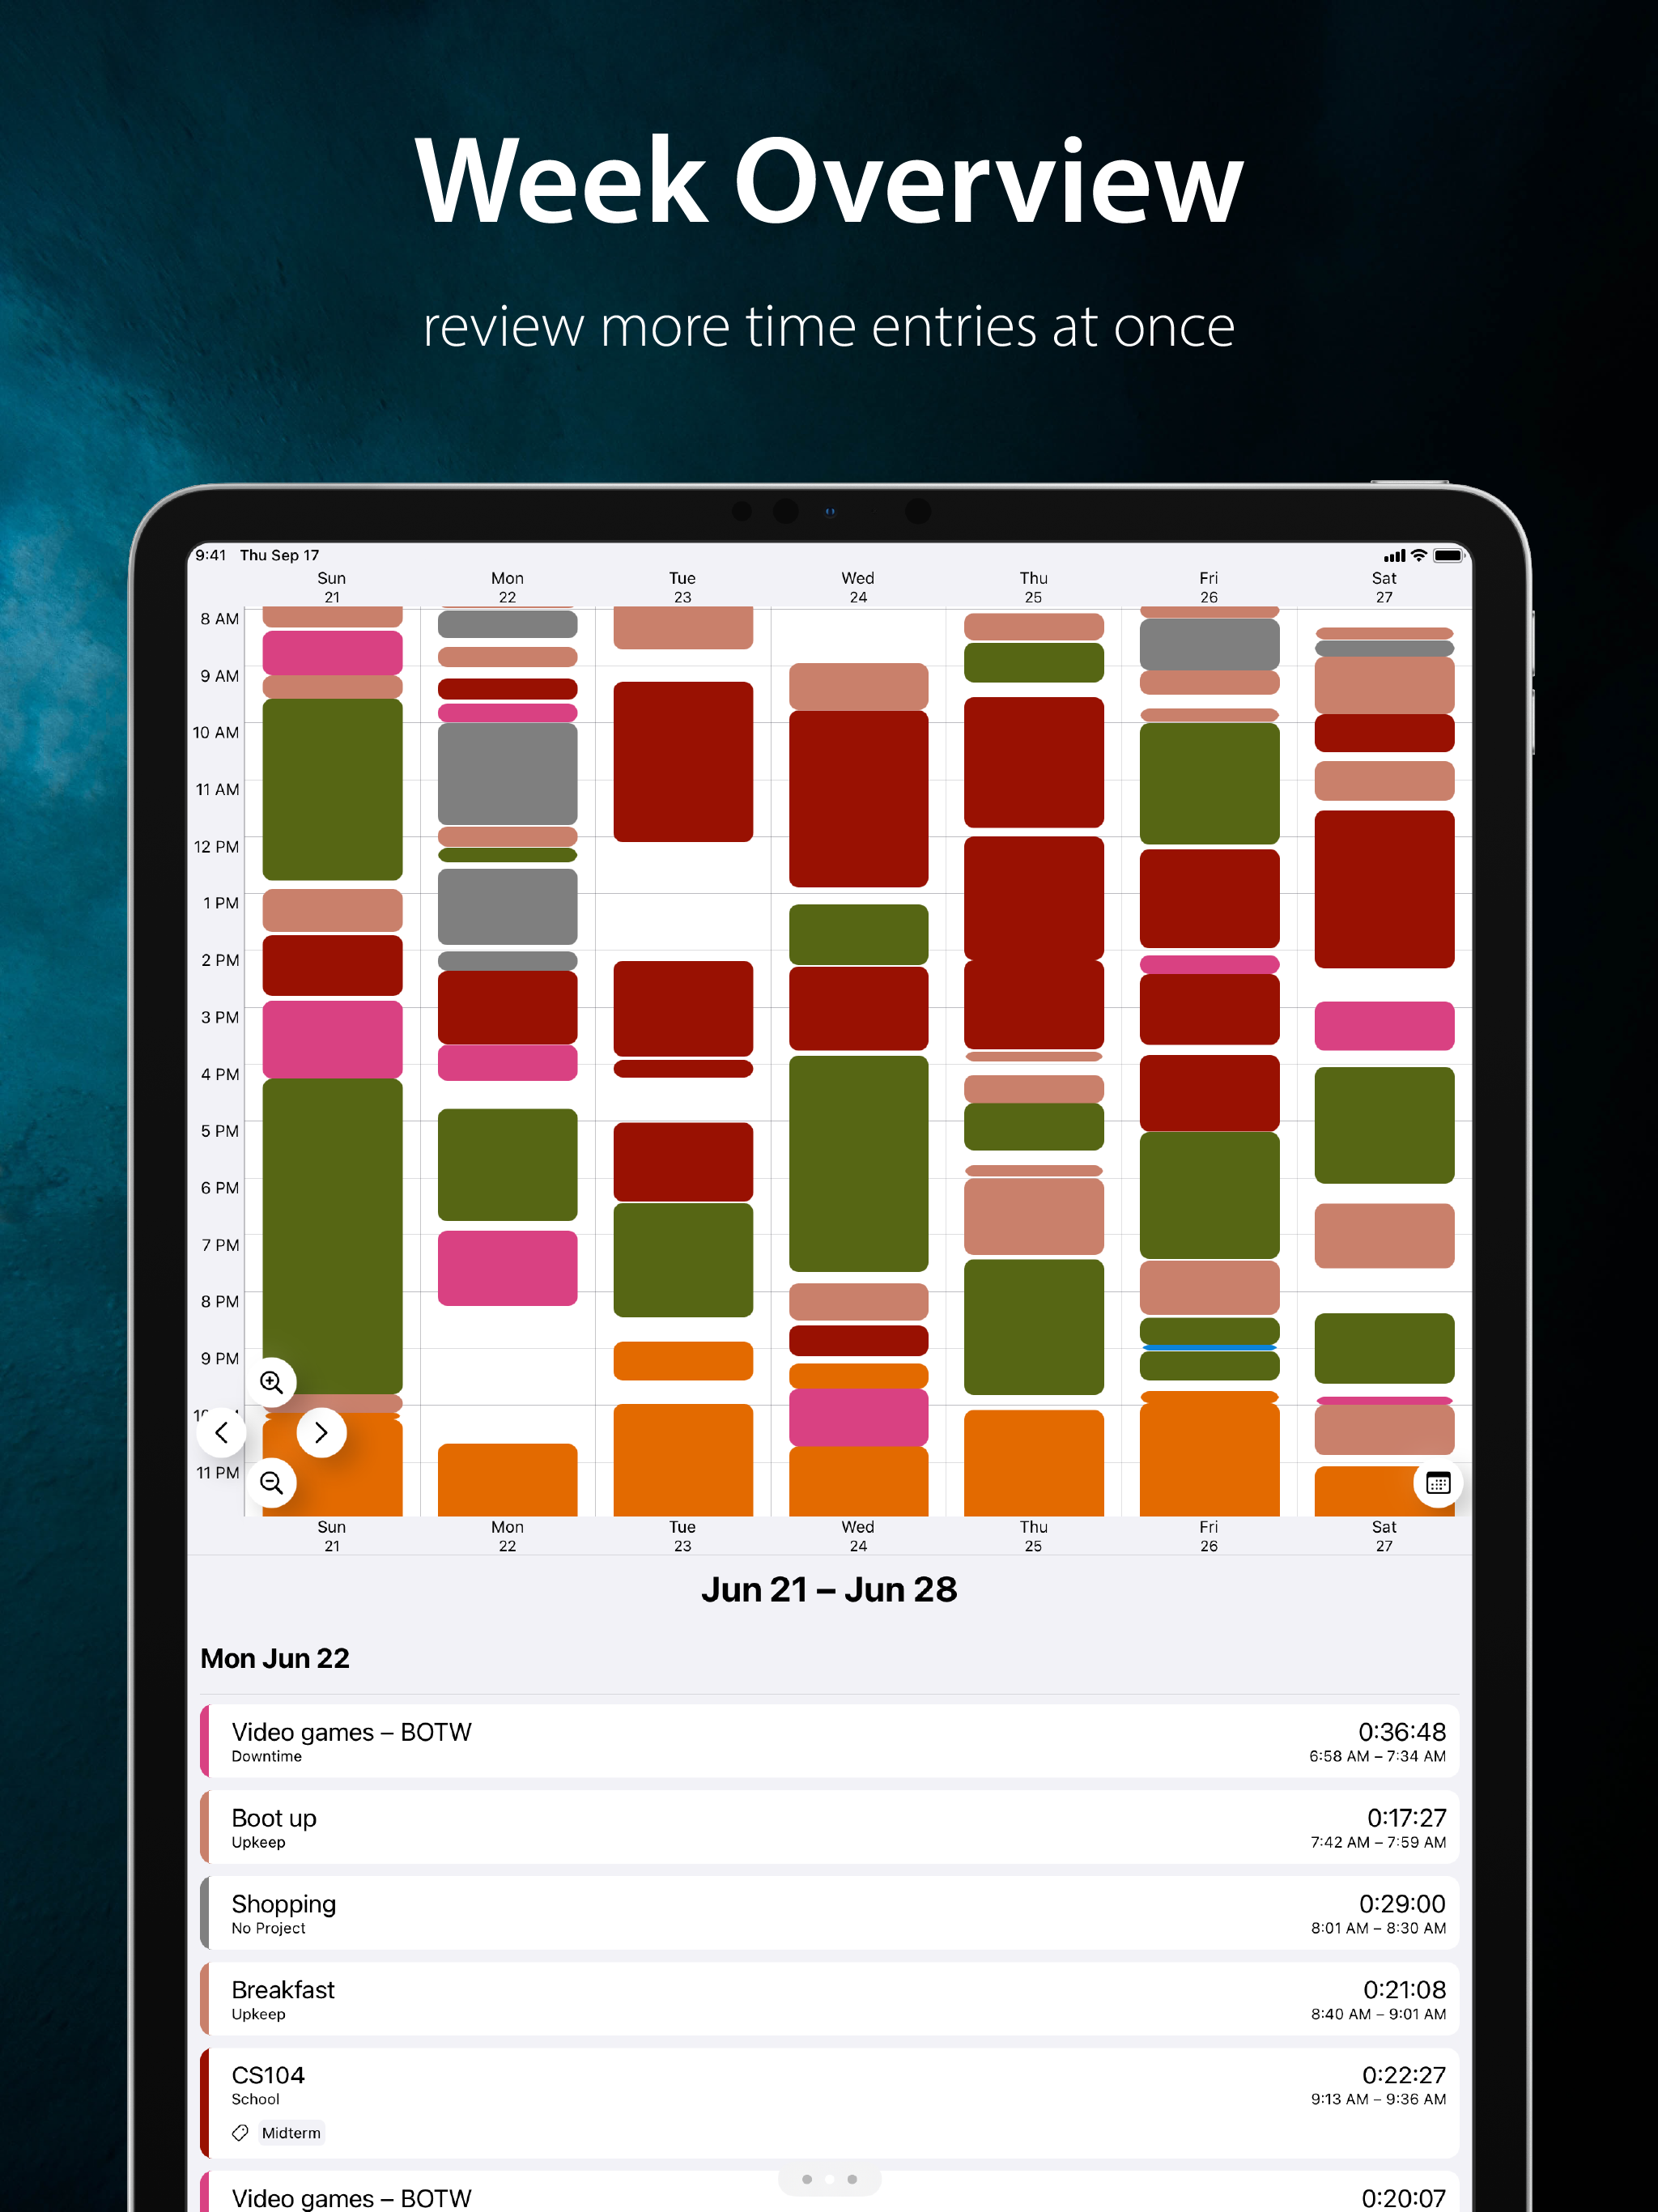 Week Overview
review more time entries at once
9:41 Thu Sep 17
Sun Mon Tue Wed Thu Fri Sat
21 22 23 24 25 26 27
8 AM
9 AM
10 AM
11 AM
12 PM
1 PM
2 PM
3 PM
4 PM
5 PM
6 PM
7 PM
8 PM
9 PM
11 PM
Sun Mon Tue Wed Thu Fri Sat
21 22 23 24 25 26 27
Jun 21 – Jun 28
Mon Jun 22
Video games – BOTW 0:36:48
Downtime 6:58 AM – 7:34 AM
Boot up 0:17:27
Upkeep 7:42 AM – 7:59 AM
Shopping 0:29:00
No Project 8:01 AM – 8:30 AM
Breakfast 0:21:08
Upkeep 8:40 AM – 9:01 AM
CS104 0:22:27
School 9:13 AM – 9:36 AM
Midterm
Video games – BOTW 0:20:07